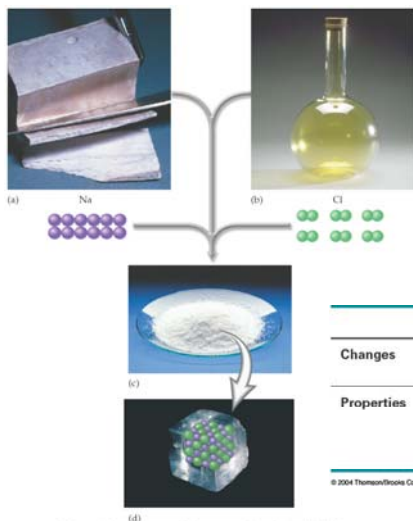 (a)
Na
(b)
Cl
(c)
Changes
Properties
(d)
© 2004 Thomson/Brooks Co